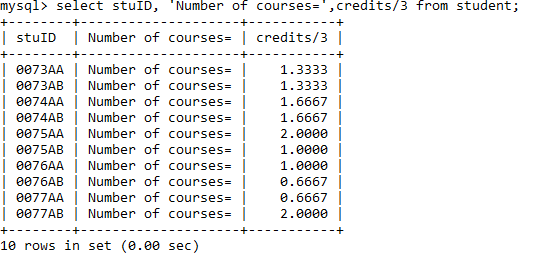 mysql> select stuID, 'Number of courses=',credits/3 from student;
+--------+--------------------+-----------+
| stuID  | Number of courses= | credits/3 |
+--------+--------------------+-----------+
| 0073AA | Number of courses= |    1.3333 |
| 0073AB | Number of courses= |    1.3333 |
| 0074AA | Number of courses= |    1.6667 |
| 0074AB | Number of courses= |    1.6667 |
| 0075AA | Number of courses= |    2.0000 |
| 0075AB | Number of courses= |    1.0000 |
| 0076AA | Number of courses= |    1.0000 |
| 0076AB | Number of courses= |    0.6667 |
| 0077AA | Number of courses= |    0.6667 |
| 0077AB | Number of courses= |    2.0000 |
+--------+--------------------+-----------+
10 rows in set (0.00 sec)